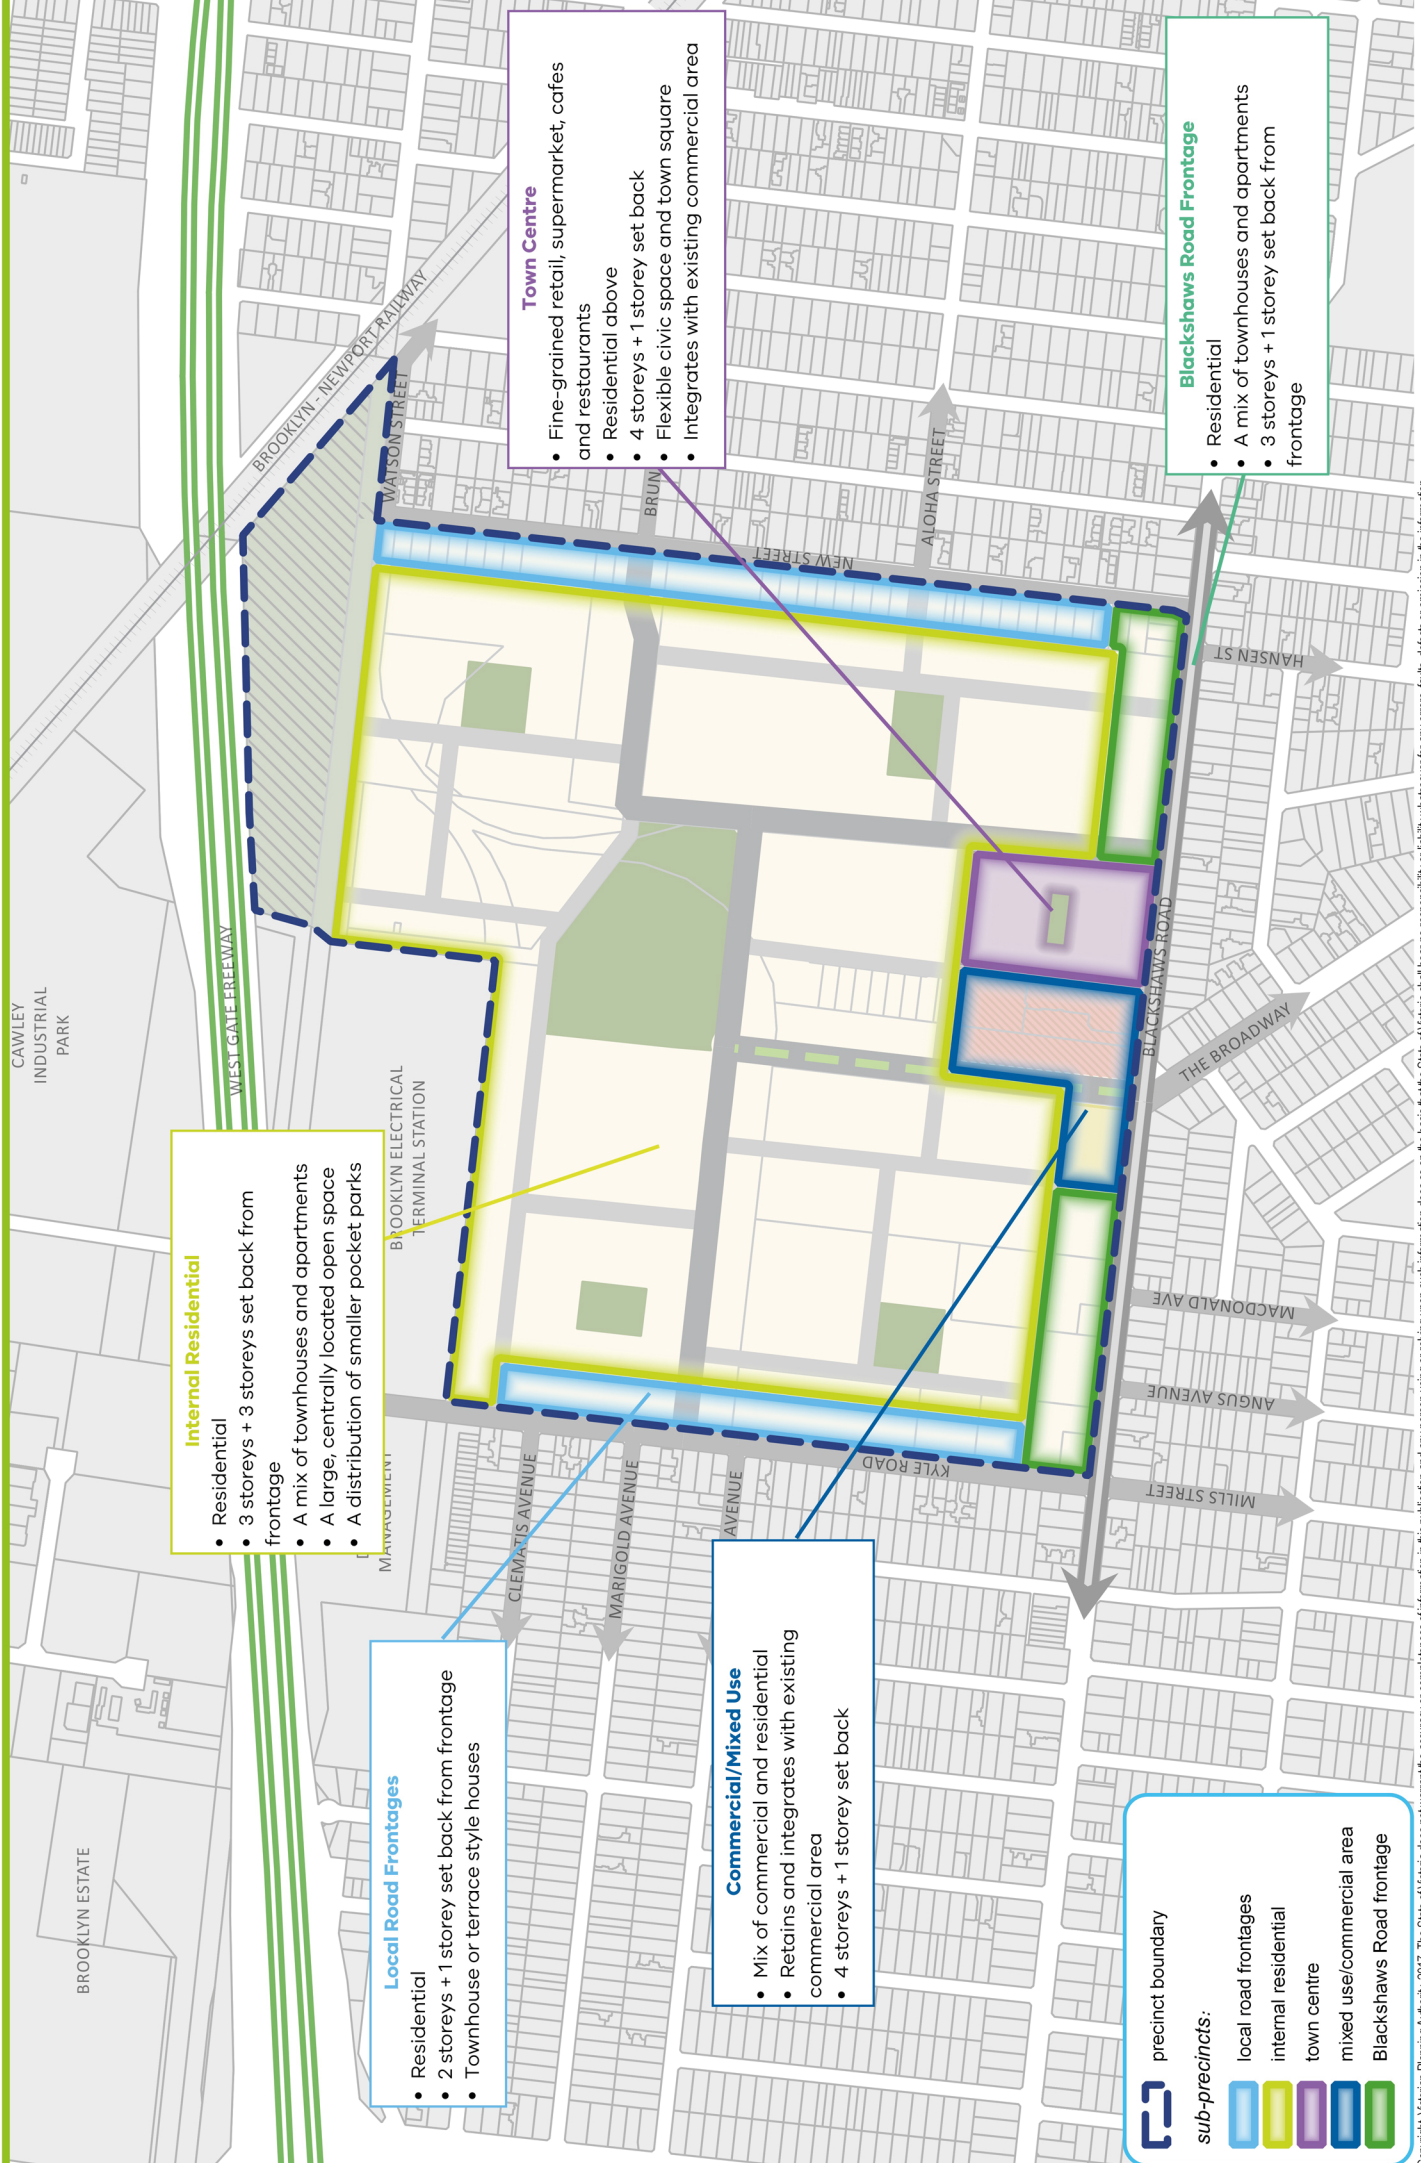 CAWLEY
INDUSTRIAL
PARK
BROOKLYN ESTATE
WEST GATE FREEWAY
BROOKLYN - NEWPORT RAILWAY
Internal Residential
• Residential
• 3 storeys + 3 storeys set back from
frontage
• A mix of townhouses and apartments
• A large, centrally located open space
• A distribution of smaller pocket parks
BROOKLYN ELECTRICAL
TERMINAL STATION
MANAGEMENT
WATSON STREET
Local Road Frontages
• Residential
• 2 storeys + 1 storey set back from frontage
• Townhouse or terrace style houses
Town Centre
• Fine-grained retail, supermarket, cafes
and restaurants
• Residential above
• 4 storeys + 1 storey set back
• Flexible civic space and town square
• Integrates with existing commercial area
CLEMATIS AVENUE
MARIGOLD AVENUE
AVENUE
BRUN
NEW STREET
ALOHA STREET
KYLE ROAD
Commercial/Mixed Use
• Mix of commercial and residential
• Retains and integrates with existing
commercial area
• 4 storeys + 1 storey set back
BLACKSHAWS ROAD
THE BROADWAY
HANSEN ST
MACDONALD AVE
ANGUS AVENUE
MILLS STREET
Blackshaws Road Frontage
• Residential
• A mix of townhouses and apartments
• 3 storeys + 1 storey set back from
frontage
precinct boundary
sub-precincts:
local road frontages
internal residential
town centre
mixed use/commercial area
Blackshaws Road frontage